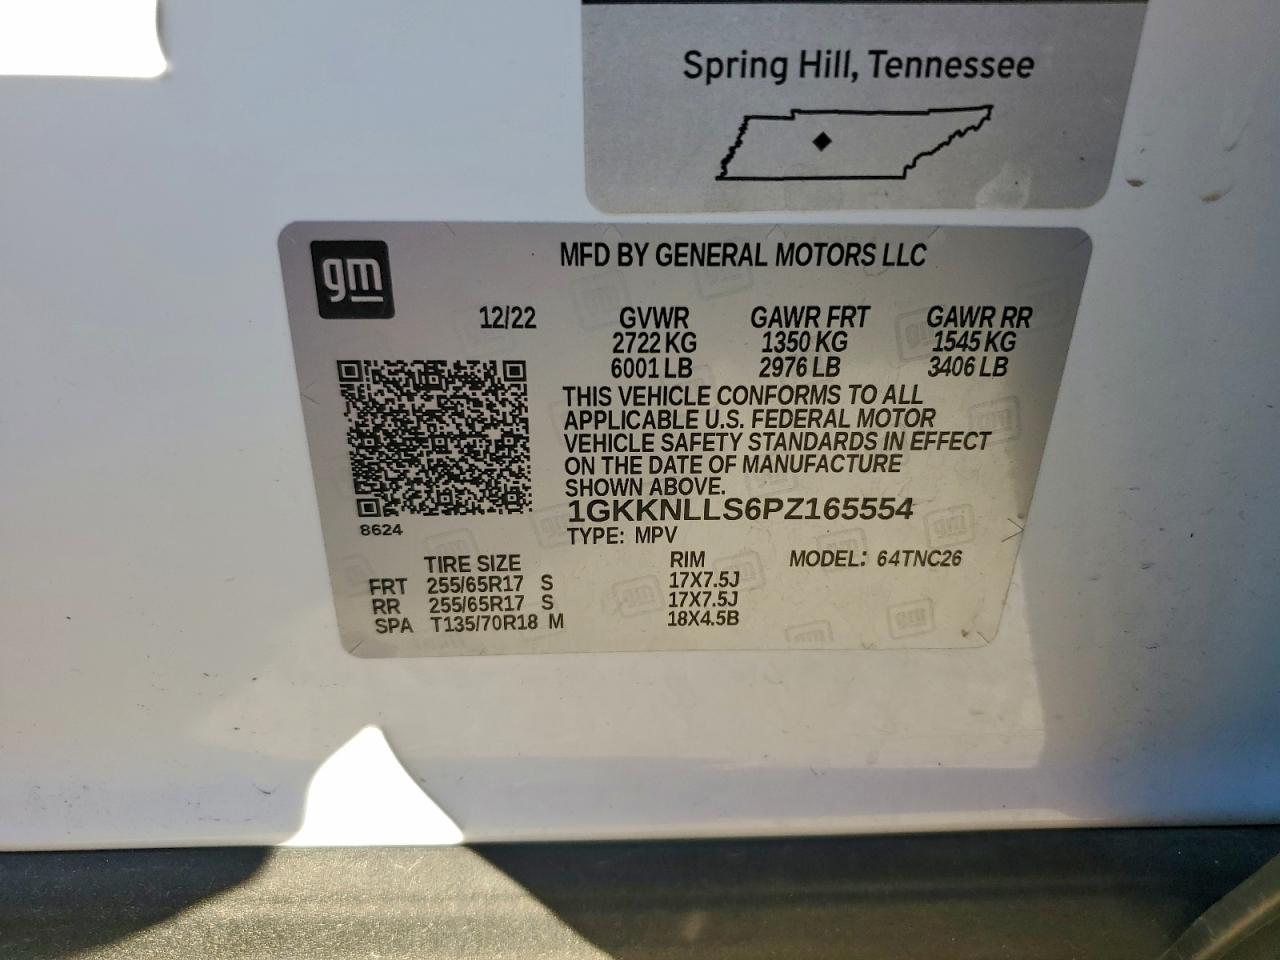 Spring Hill, Tennessee
gm
MFD BY GENERAL MOTORS LLC
12/22 GVWR GAWR FRT GAWR RR
2722 KG 1350 KG 1545 KG
6001 LB 2976 LB 3406 LB
THIS VEHICLE CONFORMS TO ALL
APPLICABLE U.S. FEDERAL MOTOR
VEHICLE SAFETY STANDARDS IN EFFECT
ON THE DATE OF MANUFACTURE
SHOWN ABOVE.
1GKKNLLS6PZ165554
8624
TYPE: MPV
TIRE SIZE RIM MODEL: 64TNC26
FRT 255/65R17 S 17X7.5J
RR 255/65R17 S 17X7.5J
SPA T135/70R18 M 18X4.5B